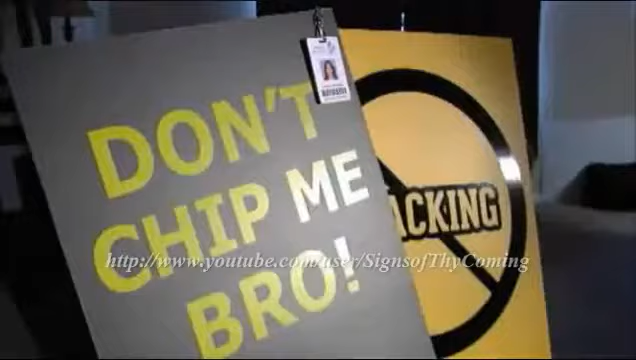 DON'T
CHIP ME
BRO!
ACKING
http://www.youtube.com/user/SignsofThyComing